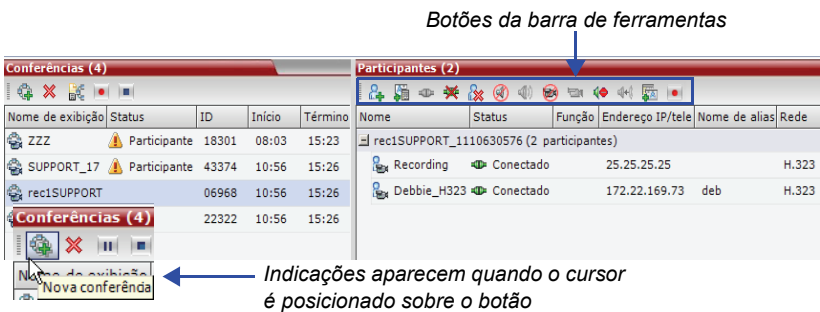 Botões da barra de ferramentas
Conferências (4)
Participantes (2)
Nome de exibição Status ID Início Término
Nome Status Função Endereço IP/tele Nome de alias Rede
ZZZ Participante 18301 08:03 15:23
rec1SUPPORT_1110630576 (2 participantes)
SUPPORT_17 Participante 43374 10:56 15:26
Recording Conectado 25.25.25.25 H.323
rec1SUPPORT 06968 10:56 15:26
Debbie_H323 Conectado 172.22.169.73 deb H.323
22322 10:56 15:26
Conferências (4)
Nome de exibição
Nova conferência
Indicações aparecem quando o cursor
é posicionado sobre o botão